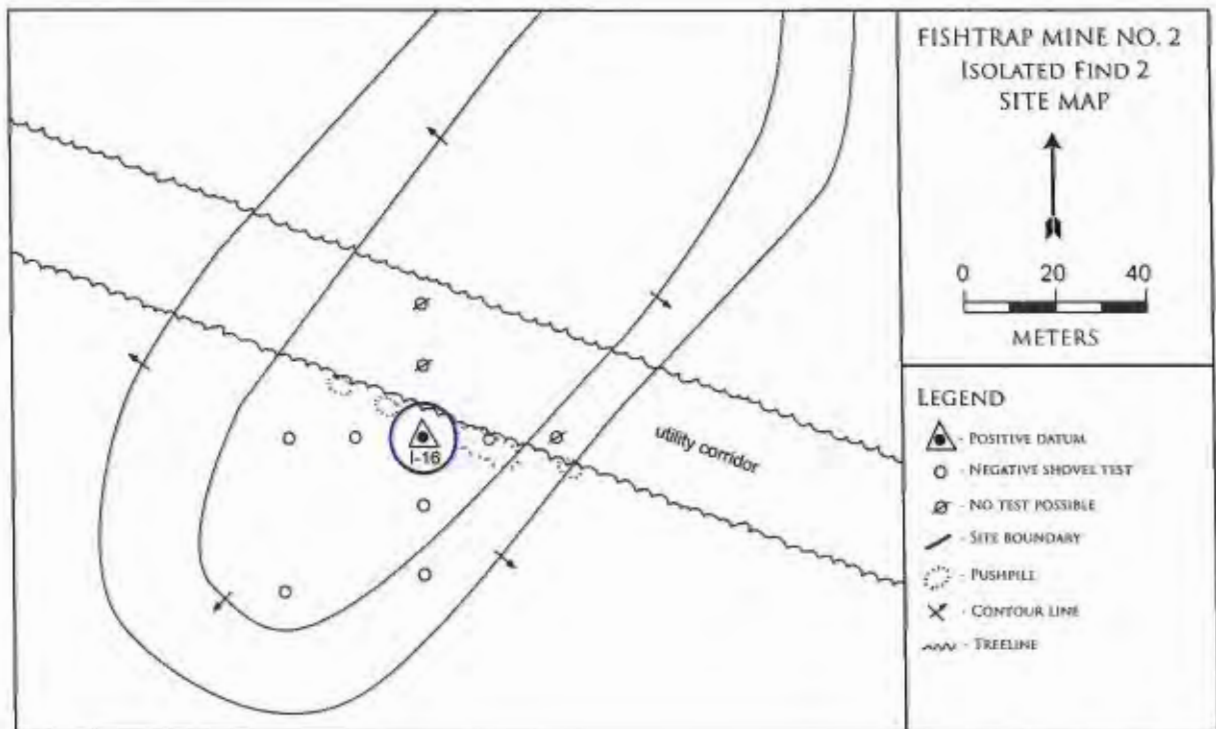 FISHTRAP MINE NO. 2
ISOLATED FIND 2
SITE MAP
0 20 40
METERS
LEGEND
- POSITIVE DATUM
- NEGATIVE SHOVEL TEST
- NO TEST POSSIBLE
- SITE BOUNDARY
- PUSHPILL
- CONTOUR LINE
- TREELINE
utility corridor
I-16